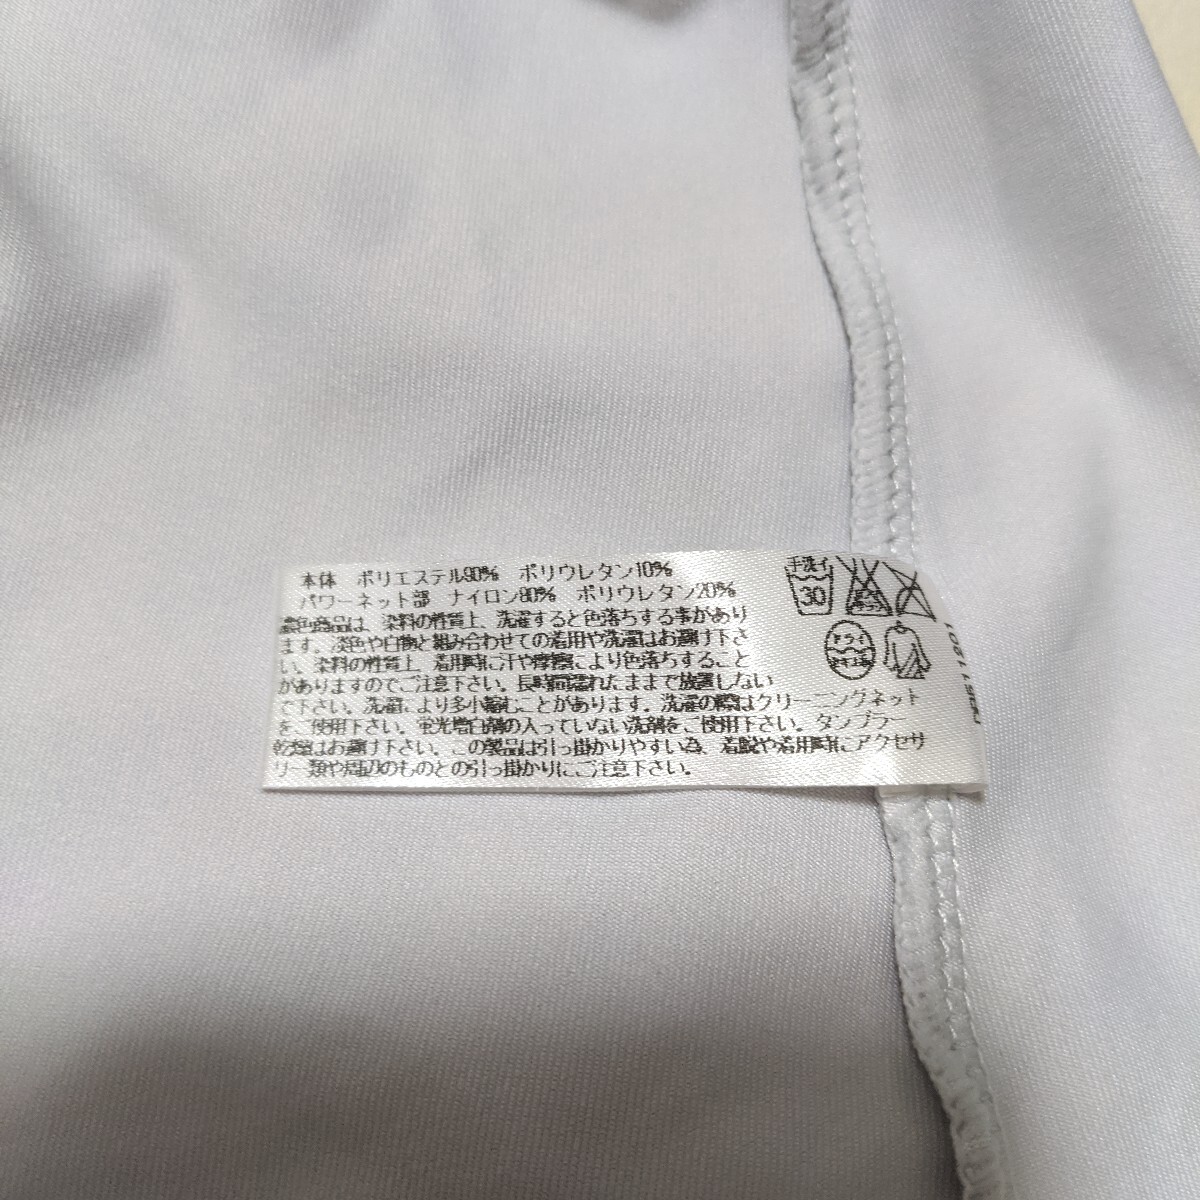 本体 ポリエステル90% ポリウレタン10%
パワーネット部 ナイロン80% ポリウレタン20%
濃色商品は、染料の性質上、洗濯すると色落ちする事があり
ます。淡色や白物と組み合わせての着用や洗濯はお避け下さ
い。染料の性質上、着用時に汗や摩擦により色落ちすること
がありますのでご注意下さい。長時間濡れたままで放置しない
で下さい。洗濯により多少縮むことがあります。洗濯の際はクリーニングネット
をご使用下さい。蛍光増白剤の入っていない洗剤をご使用下さい。タンブラー
乾燥はお避け下さい。この製品は引っ掛かりやすい為、着脱や着用時にアクセサ
リー類や周辺のものとの引っ掛かりにご注意下さい。
手洗イ
30
ドライ